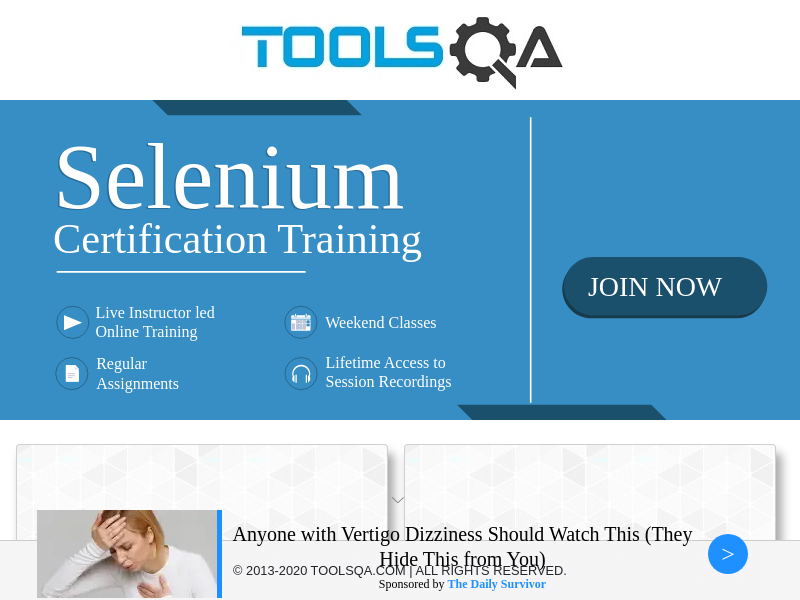 TOOLSQA
Selenium
Certification Training
Live Instructor led
Online Training
Weekend Classes
Regular
Assignments
Lifetime Access to
Session Recordings
JOIN NOW
Anyone with Vertigo Dizziness Should Watch This (They
Hide This from You)
© 2013-2020 TOOLSQA.COM | ALL RIGHTS RESERVED.
Sponsored by The Daily Survivor
>